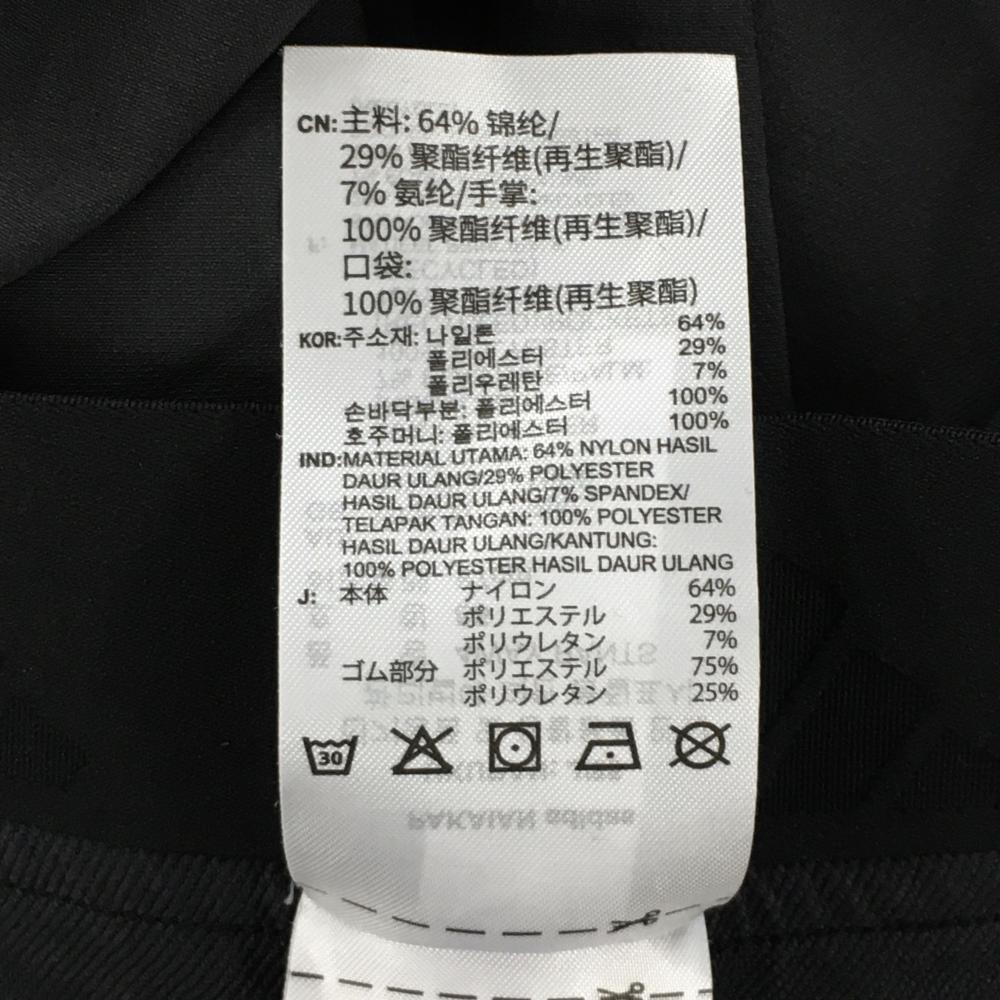 CN:主料: 64% 锦纶/
29% 聚酯纤维(再生聚酯)/
7% 氨纶/手掌:
100% 聚酯纤维(再生聚酯)/
口袋:
100% 聚酯纤维(再生聚酯)
KOR:주소재: 나일론 64%
폴리에스터 29%
폴리우레탄 7%
손바닥부분: 폴리에스터 100%
호주머니: 폴리에스터 100%
IND:MATERIAL UTAMA: 64% NYLON HASIL
DAUR ULANG/29% POLYESTER
HASIL DAUR ULANG/7% SPANDEX/
TELAPAK TANGAN: 100% POLYESTER
HASIL DAUR ULANG/KANTUNG:
100% POLYESTER HASIL DAUR ULANG
J: 本体 ナイロン 64%
ポリエステル 29%
ポリウレタン 7%
ゴム部分 ポリエステル 75%
ポリウレタン 25%
30
PAKAIAN adidas